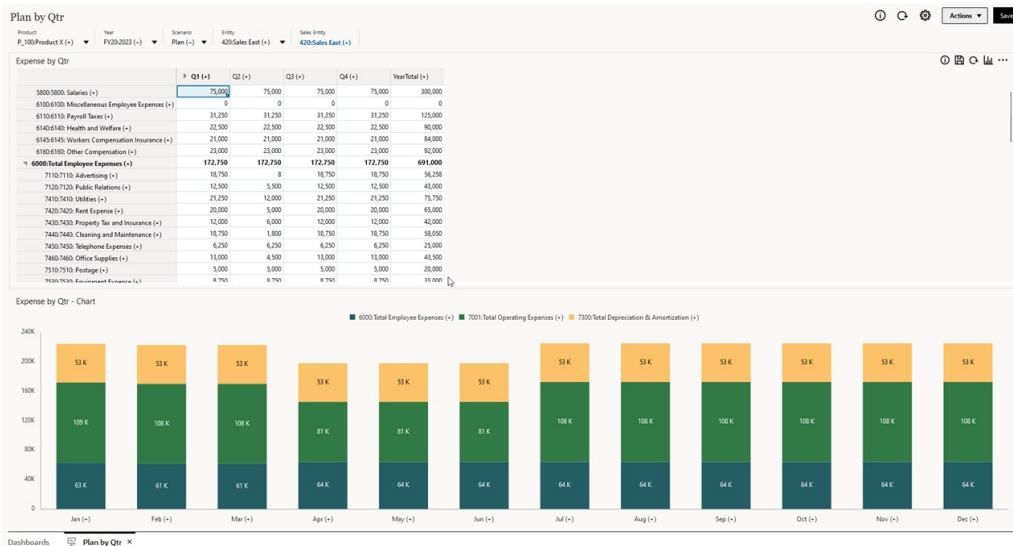 Plan by Qtr
Actions ▼ Save
Product Year Scenario Entity Sales Entity
P_100:Product X (+) ▼ FY20:2023 (~) ▼ Plan (~) ▼ 420:Sales East (+) ▼ 420:Sales East (+)
Expense by Qtr
Q1 (+) Q2 (+) Q3 (+) Q4 (+) YearTotal (+)
5800:5800: Salaries (+) 75,000 75,000 75,000 75,000 300,000
6100:6100: Miscellaneous Employee Expenses (+) 0 0 0 0 0
6110:6110: Payroll Taxes (+) 31,250 31,250 31,250 31,250 125,000
6140:6140: Health and Welfare (+) 22,500 22,500 22,500 22,500 90,000
6145:6145: Workers Compensation Insurance (+) 21,000 21,000 21,000 21,000 84,000
6160:6160: Other Compensation (+) 23,000 23,000 23,000 23,000 92,000
6000:Total Employee Expenses (+) 172,750 172,750 172,750 172,750 691,000
7110:7110: Advertising (+) 18,750 8 18,750 18,750 56,258
7120:7120: Public Relations (+) 12,500 5,500 12,500 12,500 43,000
7410:7410: Utilities (+) 21,250 12,000 21,250 21,250 75,750
7420:7420: Rent Expense (+) 20,000 5,000 20,000 20,000 65,000
7430:7430: Property Tax and Insurance (+) 12,000 6,000 12,000 12,000 42,000
7440:7440: Cleaning and Maintenance (+) 18,750 1,800 18,750 18,750 58,050
7450:7450: Telephone Expenses (+) 6,250 6,250 6,250 6,250 25,000
7460:7460: Office Supplies (+) 13,000 4,500 13,000 13,000 43,500
7510:7510: Postage (+) 5,000 5,000 5,000 5,000 20,000
7530:7530: Equipment Expense (+) 8,750 8,750 8,750 8,750 35,000
Expense by Qtr - Chart
6000:Total Employee Expenses (+) 7001:Total Operating Expenses (+) 7300:Total Depreciation & Amortization (+)
240K
200K
53 K 53 K 53 K 53 K 53 K 53 K 53 K 53 K 53 K 53 K 53 K 53 K
160K
120K
109 K 108 K 108 K 81 K 81 K 81 K 108 K 108 K 108 K 108 K 108 K 108 K
80K
40K
63 K 61 K 61 K 64 K 64 K 64 K 64 K 64 K 64 K 64 K 64 K 64 K
0
Jan (+) Feb (+) Mar (+) Apr (+) May (+) Jun (+) Jul (+) Aug (+) Sep (+) Oct (+) Nov (+) Dec (+)
Dashboards Plan by Qtr ×